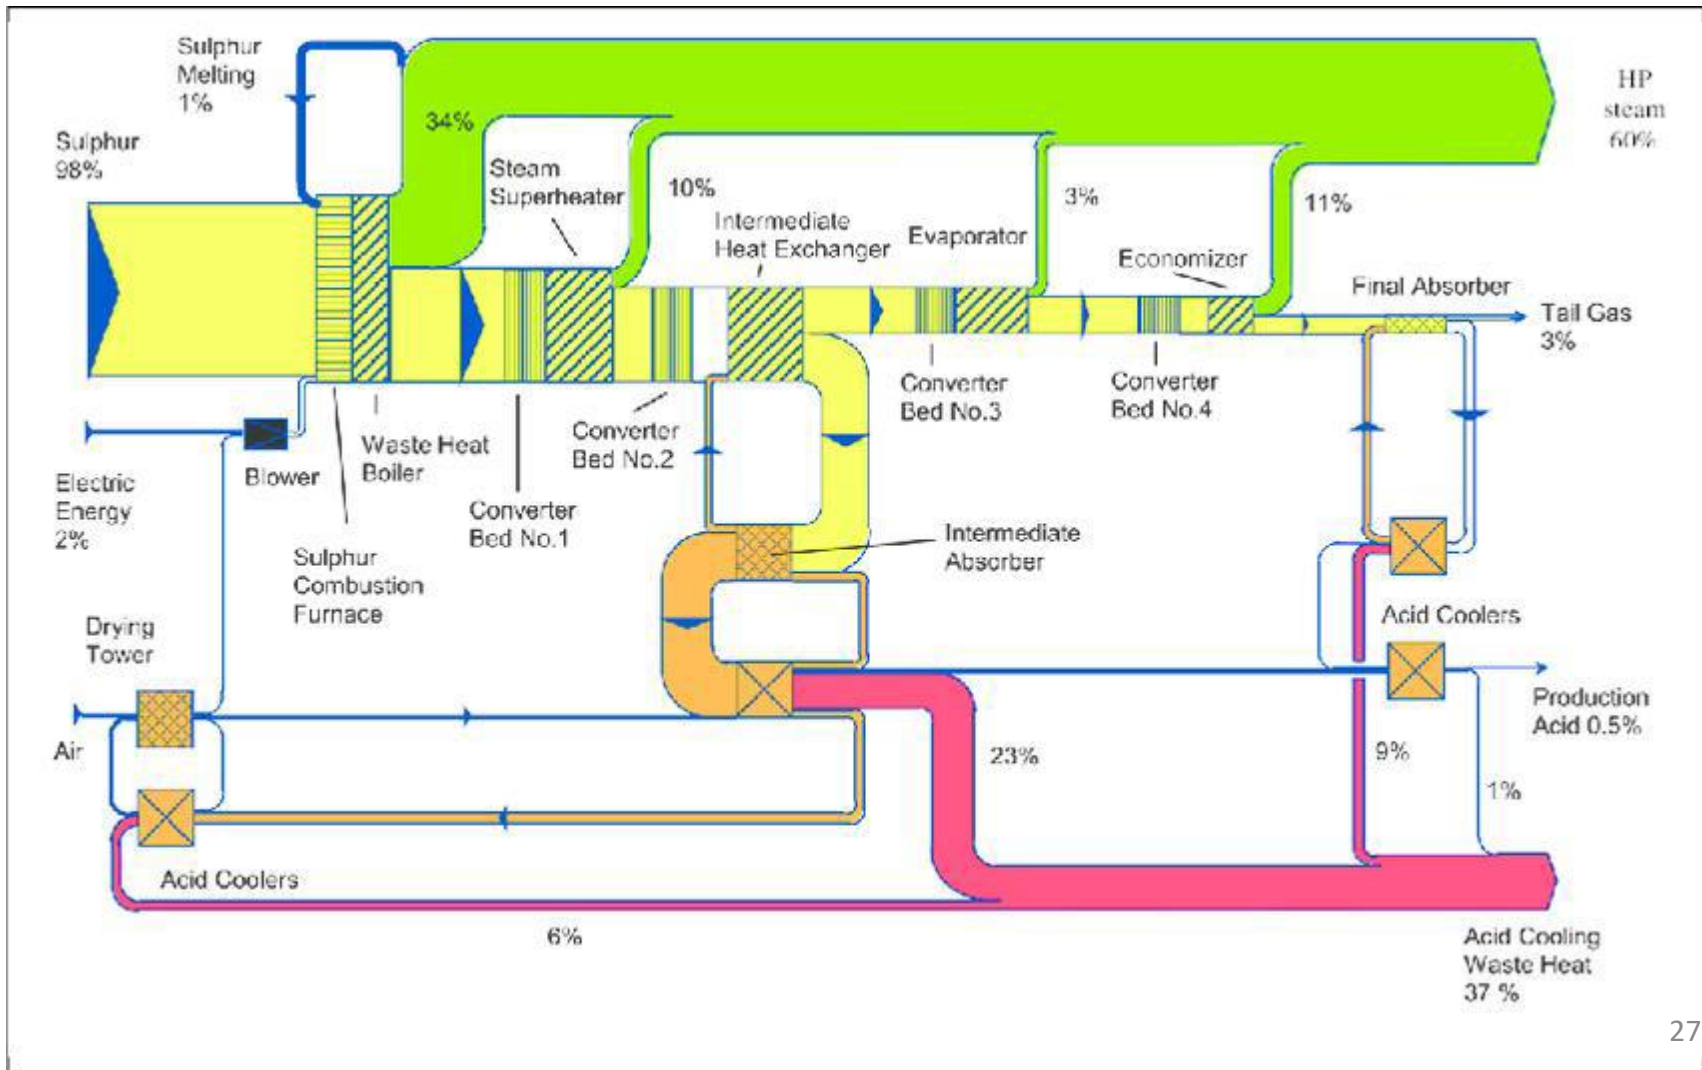 Sulphur
Melting
1%
HP
steam
60%
34%
Sulphur
98%
Steam
Superheater
10%
3%
11%
Intermediate
Heat Exchanger
Evaporator
Economizer
Final Absorber
Tail Gas
3%
Converter
Bed No.3
Converter
Bed No.4
Waste Heat
Boiler
Converter
Bed No.2
Blower
Electric
Energy
2%
Converter
Bed No.1
Intermediate
Absorber
Sulphur
Combustion
Furnace
Drying
Tower
Acid Coolers
Production
Acid 0.5%
Air
23%
9%
1%
Acid Coolers
6%
Acid Cooling
Waste Heat
37 %
27